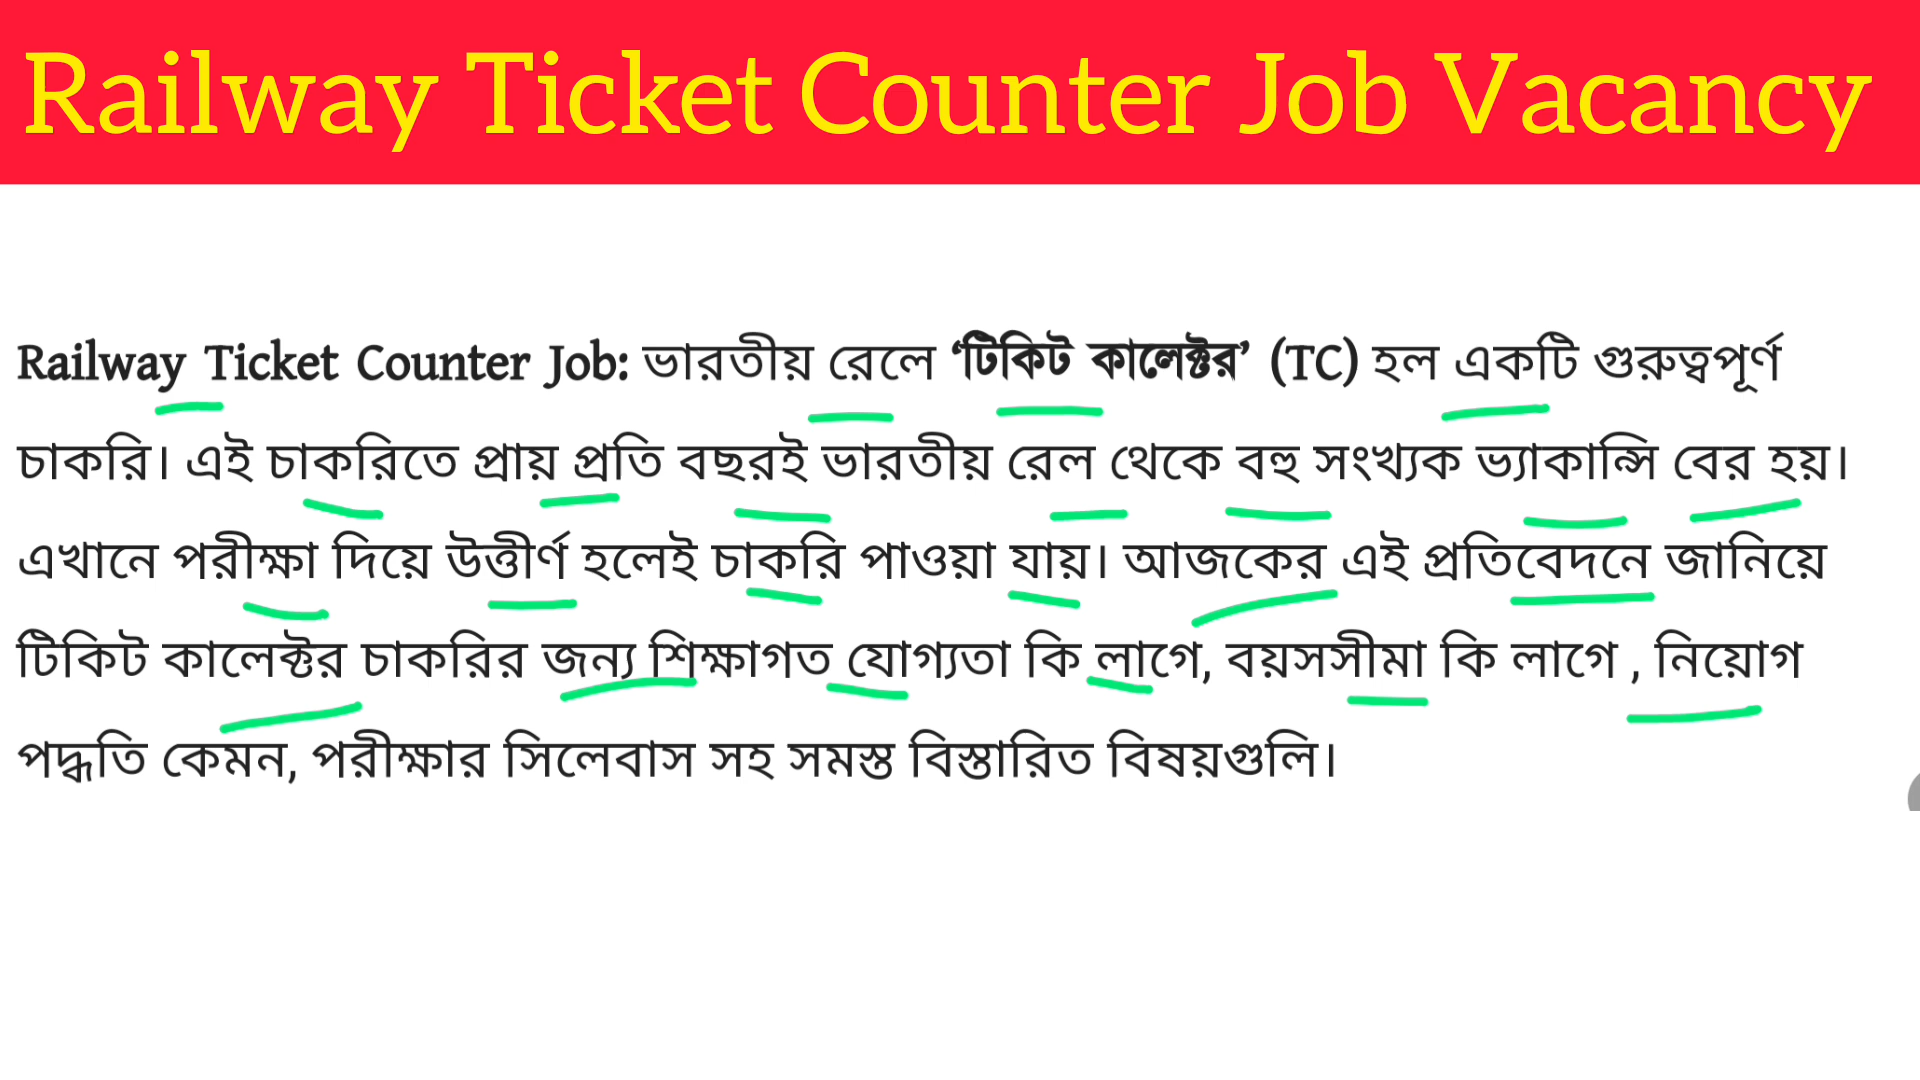 Railway Ticket Counter Job Vacancy
Railway Ticket Counter Job: ভারতীয় রেলে ‘টিকিট কালেক্টর’ (TC) হল একটি গুরুত্বপূর্ণ
চাকরি। এই চাকরিতে প্রায় প্রতি বছরই ভারতীয় রেল থেকে বহু সংখ্যক ভ্যাকান্সি বের হয়।
এখানে পরীক্ষা দিয়ে উত্তীর্ণ হলেই চাকরি পাওয়া যায়। আজকের এই প্রতিবেদনে জানিয়ে
টিকিট কালেক্টর চাকরির জন্য শিক্ষাগত যোগ্যতা কি লাগে, বয়সসীমা কি লাগে , নিয়োগ
পদ্ধতি কেমন, পরীক্ষার সিলেবাস সহ সমস্ত বিস্তারিত বিষয়গুলি।